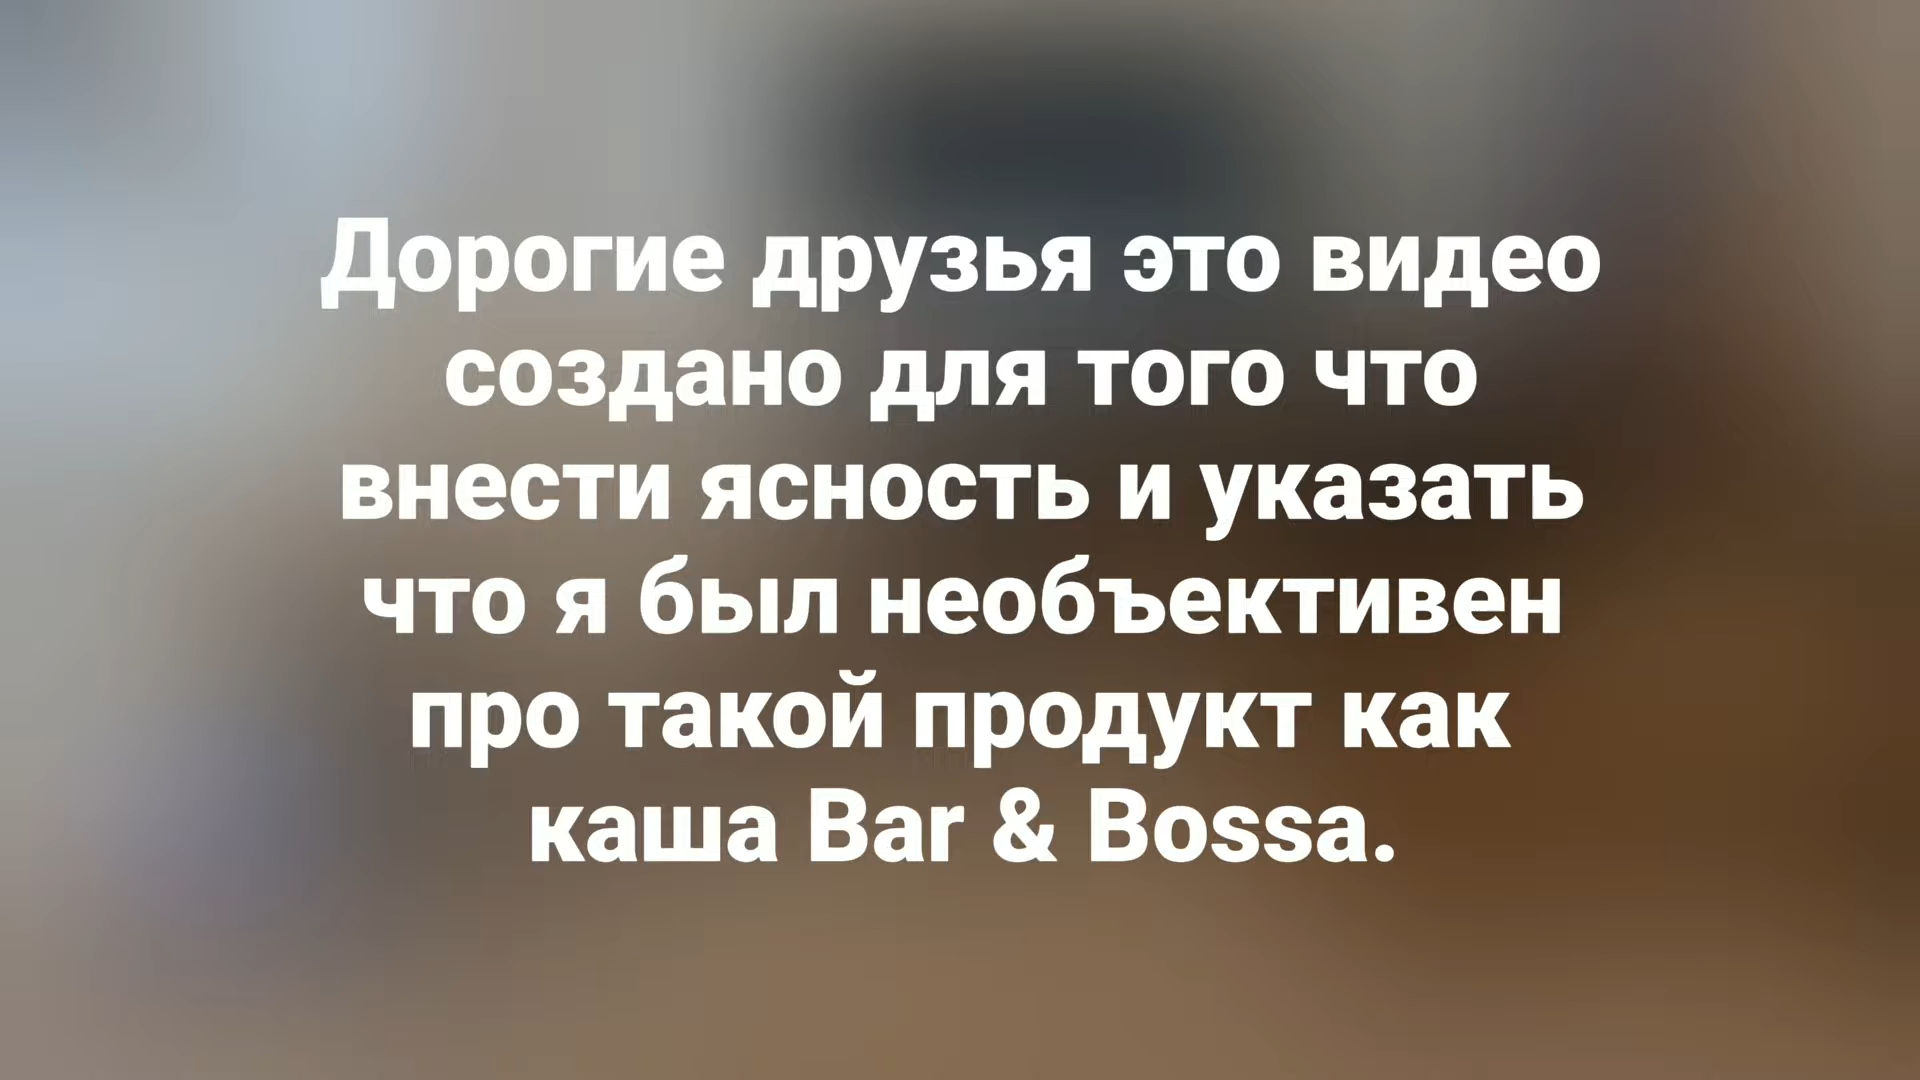 Дорогие друзья это видео
создано для того что
внести ясность и указать
что я был необъективен
про такой продукт как
каша Bar & Bossa.